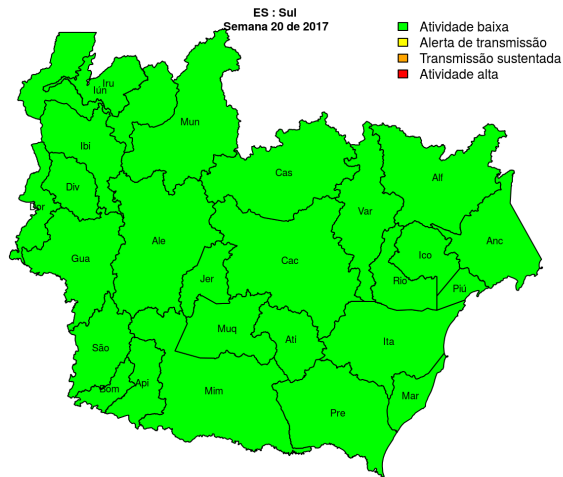 ES : Sul
Semana 20 de 2017
Atividade baixa
Alerta de transmissão
Transmissão sustentada
Atividade alta
Iru
Iún
Mun
Ibi
Cas
Alf
Div
Dor
Var
Ale
Anc
Gua
Cac
Ico
Jer
Rio
Piú
Muq
Ati
Ita
São
Bom
Api
Mim
Mar
Pre